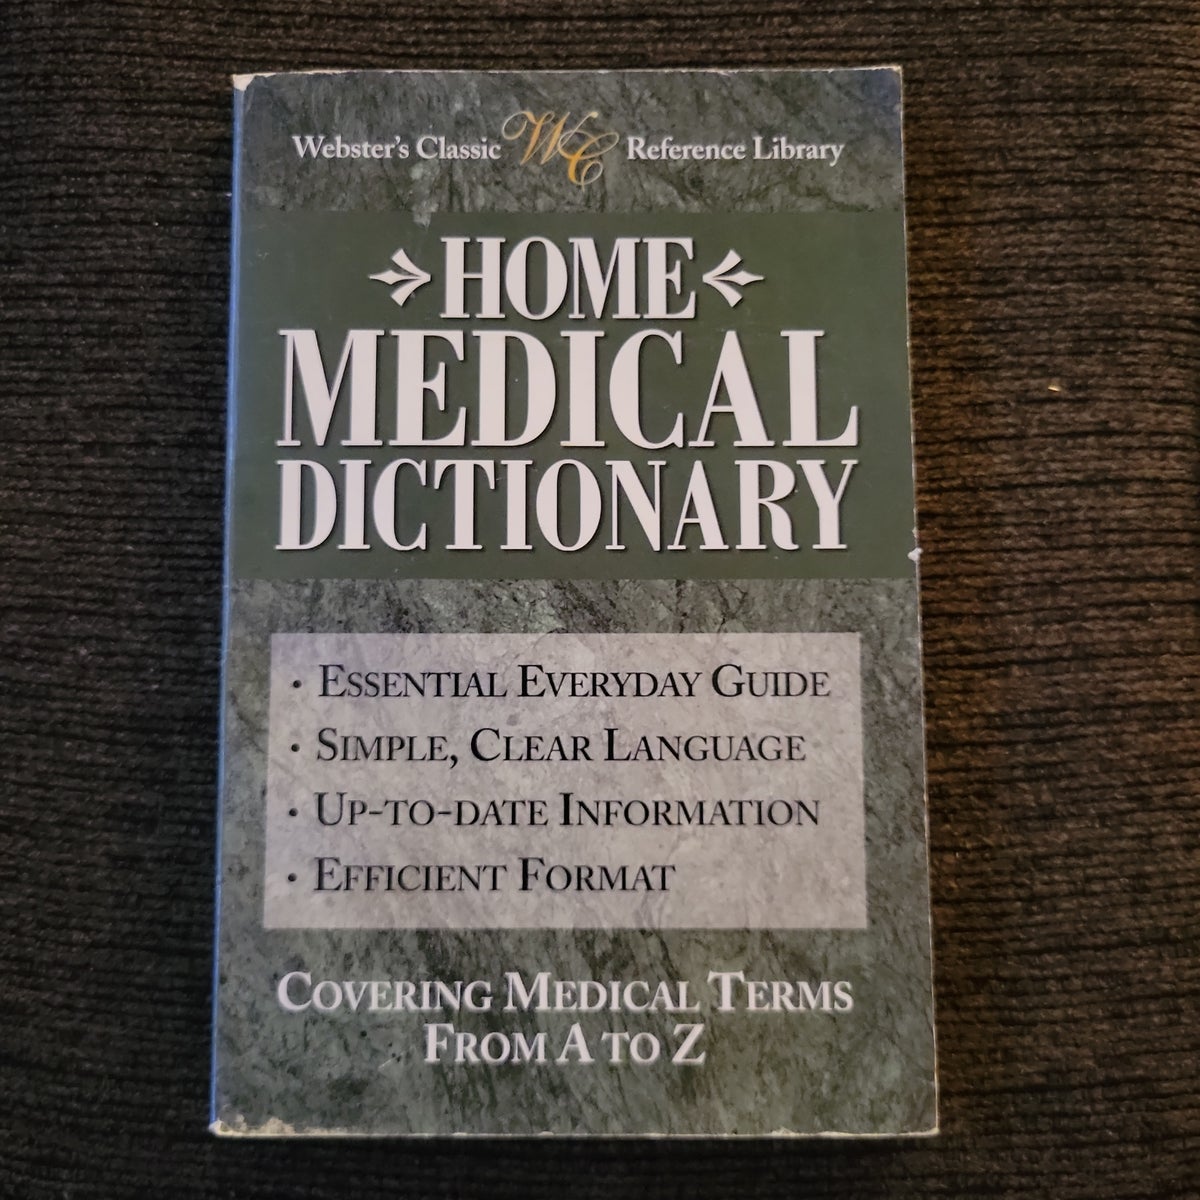 Webster's Classic WC Reference Library
HOME
MEDICAL
DICTIONARY
• ESSENTIAL EVERYDAY GUIDE
• SIMPLE, CLEAR LANGUAGE
• UP-TO-DATE INFORMATION
• EFFICIENT FORMAT
COVERING MEDICAL TERMS
FROM A TO Z